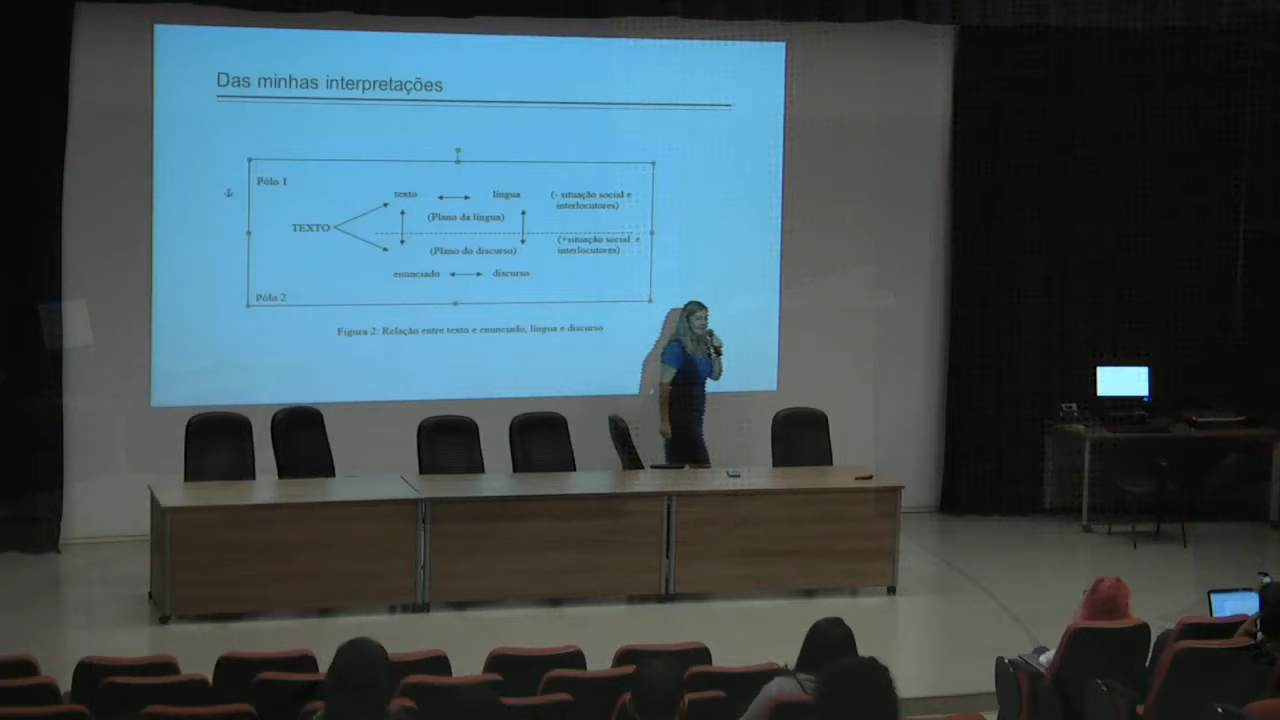 Das minhas interpretações
Pólo 1
texto língua (- situação social e
interlocutores)
(Plano da língua)
TEXTO
(+situação social e
(Plano do discurso) interlocutores)
enunciado discurso
Pólo 2
Figura 2: Relação entre texto e enunciado, língua e discurso